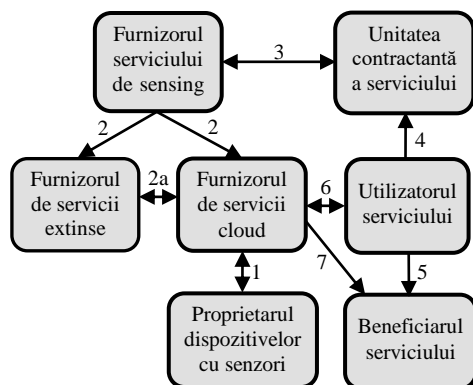 Furnizorul
serviciului
de sensing
3
Unitatea
contractantă
a serviciului
2
2
4
Furnizorul
de servicii
extinse
2a
Furnizorul
de servicii
cloud
6
Utilizatorul
serviciului
1
7
5
Proprietarul
dispozitivelor
cu senzori
Beneficiarul
serviciului